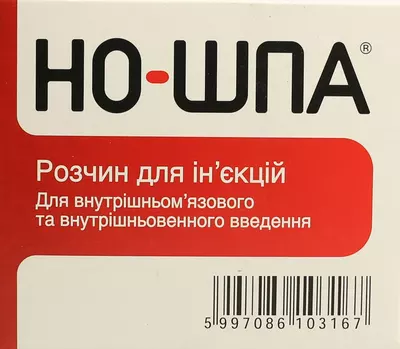 НО-ШПА®
Розчин для ін'єкцій
Для внутрішньом'язового
та внутрішньовенного введення
5 997086 103167